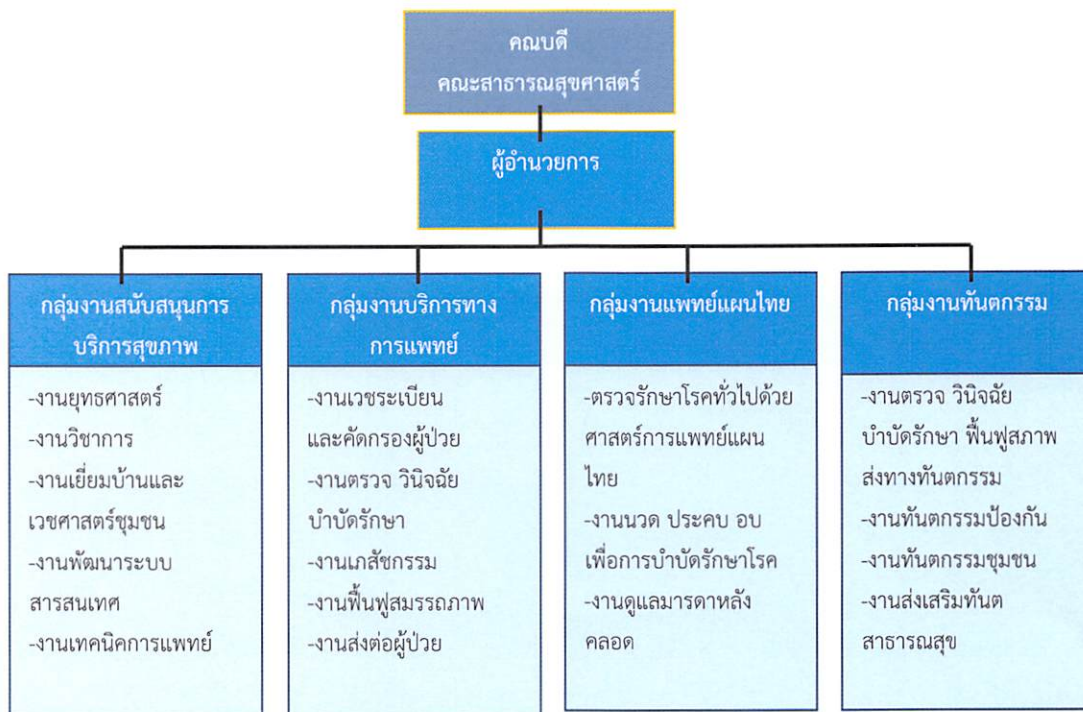 คณบดี
คณะสาธารณสุขศาสตร์
ผู้อำนวยการ
กลุ่มงานสนับสนุนการ
บริการสุขภาพ
-งานยุทธศาสตร์
-งานวิชาการ
-งานเยี่ยมบ้านและ
เวชศาสตร์ชุมชน
-งานพัฒนาระบบ
สารสนเทศ
-งานเทคนิคการแพทย์
กลุ่มงานบริการทาง
การแพทย์
-งานเวชระเบียน
และคัดกรองผู้ป่วย
-งานตรวจ วินิจฉัย
บำบัดรักษา
-งานเภสัชกรรม
-งานฟื้นฟูสมรรถภาพ
-งานส่งต่อผู้ป่วย
กลุ่มงานแพทย์แผนไทย
-ตรวจรักษาโรคทั่วไปด้วย
ศาสตร์การแพทย์แผน
ไทย
-งานนวด ประคบ อบ
เพื่อการบำบัดรักษาโรค
-งานดูแลมารดาหลัง
คลอด
กลุ่มงานทันตกรรม
-งานตรวจ วินิจฉัย
บำบัดรักษา ฟื้นฟูสภาพ
ส่งทางทันตกรรม
-งานทันตกรรมป้องกัน
-งานทันตกรรมชุมชน
-งานส่งเสริมทันต
สาธารณสุข